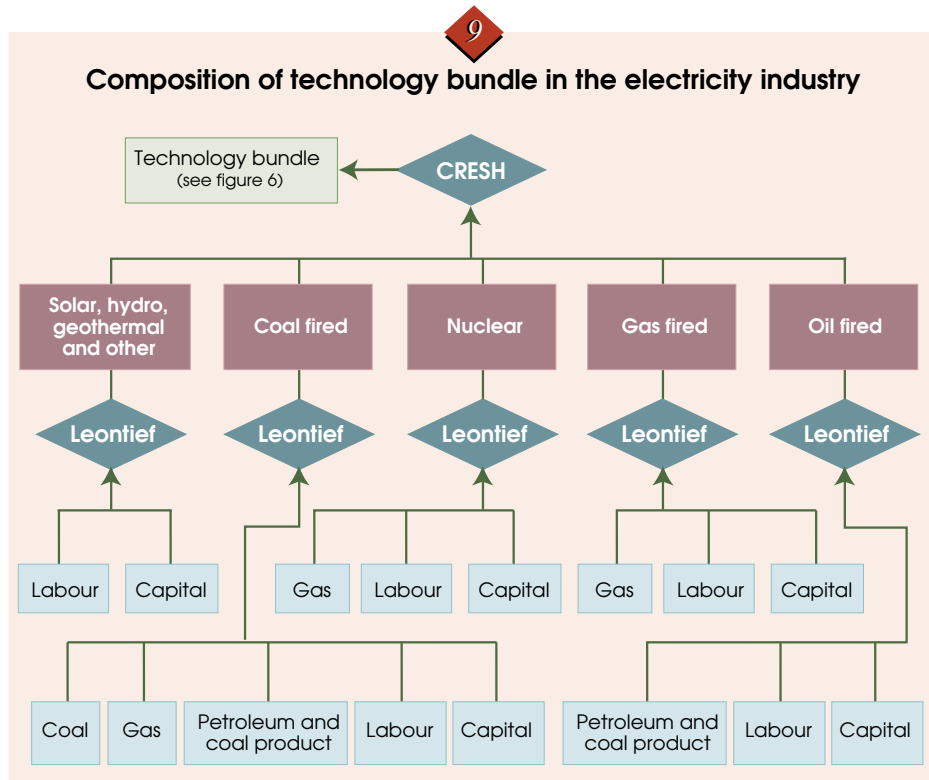 9
Composition of technology bundle in the electricity industry
Technology bundle
(see figure 6)
CRESH
Solar, hydro,
geothermal
and other
Coal fired
Nuclear
Gas fired
Oil fired
Leontief
Leontief
Leontief
Leontief
Leontief
Labour
Capital
Gas
Labour
Capital
Gas
Labour
Capital
Coal
Gas
Petroleum and
coal product
Labour
Capital
Petroleum and
coal product
Labour
Capital